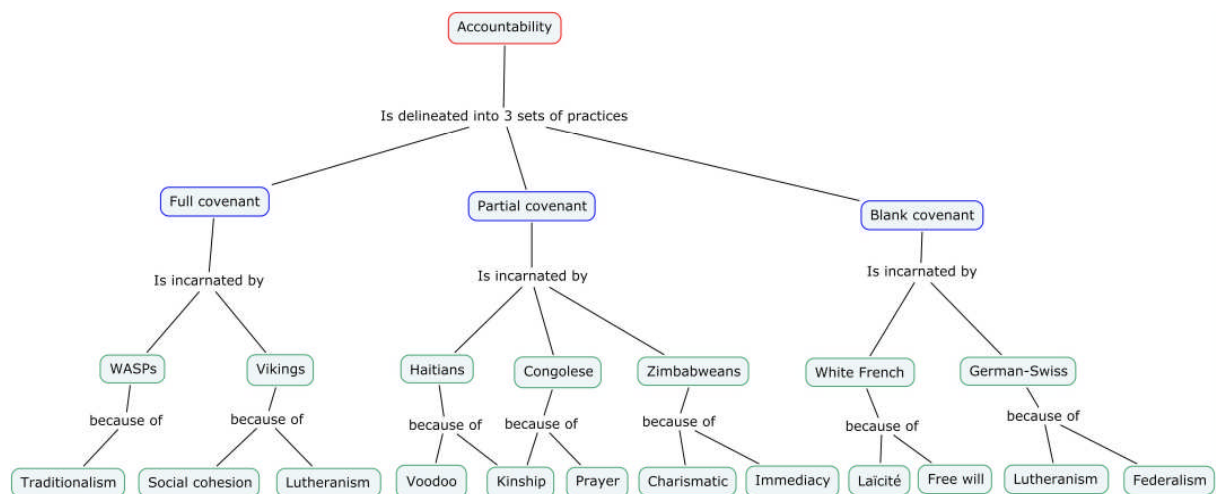 Accountability
Is delineated into 3 sets of practices
Full covenant
Partial covenant
Blank covenant
Is incarnated by
Is incarnated by
Is incarnated by
WASPs
Vikings
Haitians
Congolese
Zimbabweans
White French
German-Swiss
because of
because of
because of
because of
because of
because of
because of
Traditionalism
Social cohesion
Lutheranism
Voodoo
Kinship
Prayer
Charismatic
Immediacy
Laïcité
Free will
Lutheranism
Federalism